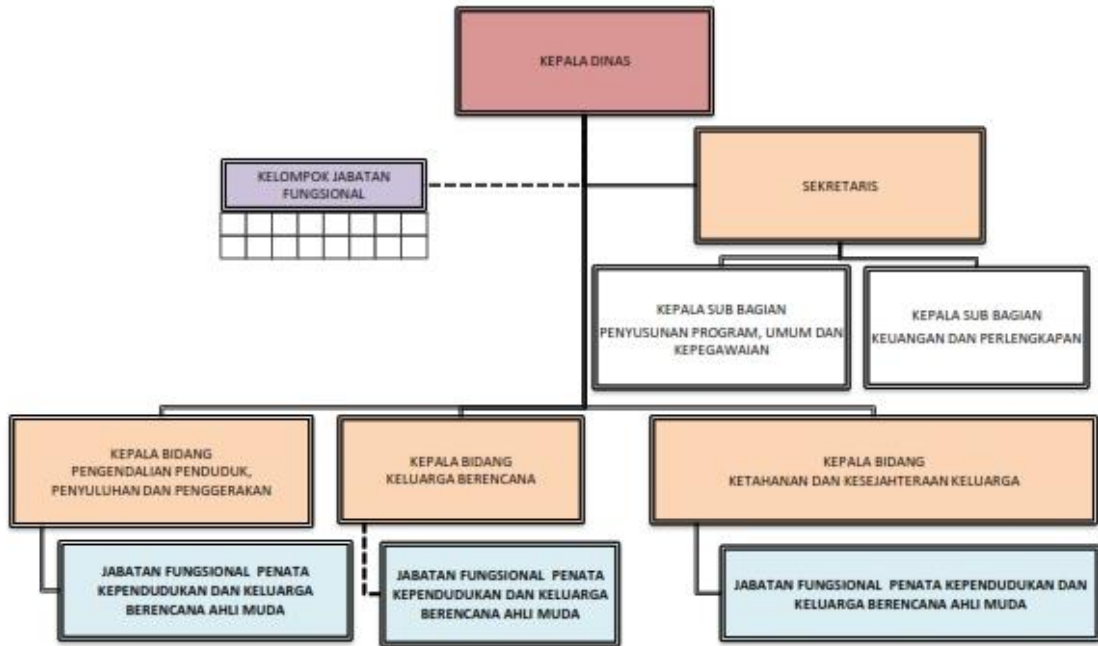 KEPALA DINAS
KELOMPOK JABATAN
FUNGSIONAL
SEKRETARIS
KEPALA SUB BAGIAN
PENYUSUNAN PROGRAM, UMUM DAN
KEPEGAWAIAN
KEPALA SUB BAGIAN
KEUANGAN DAN PERLENGKAPAN
KEPALA BIDANG
PENGENDALIAN PENDUDUK,
PENYULUHAN DAN PENGGERAKAN
KEPALA BIDANG
KELUARGA BERENCANA
KEPALA BIDANG
KETAHANAN DAN KESEJAHTERAAN KELUARGA
JABATAN FUNGSIONAL PENATA
KEPENDUDUKAN DAN KELUARGA
BERENCANA AHLI MUDA
JABATAN FUNGSIONAL PENATA
KEPENDUDUKAN DAN KELUARGA
BERENCANA AHLI MUDA
JABATAN FUNGSIONAL PENATA KEPENDUDUKAN DAN
KELUARGA BERENCANA AHLI MUDA